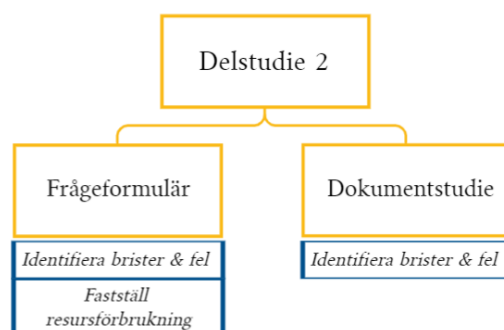 Delstudie 2
Frågeformulär
Dokumentstudie
Identifiera brister & fel
Identifiera brister & fel
Fastställ
resursförbrukning